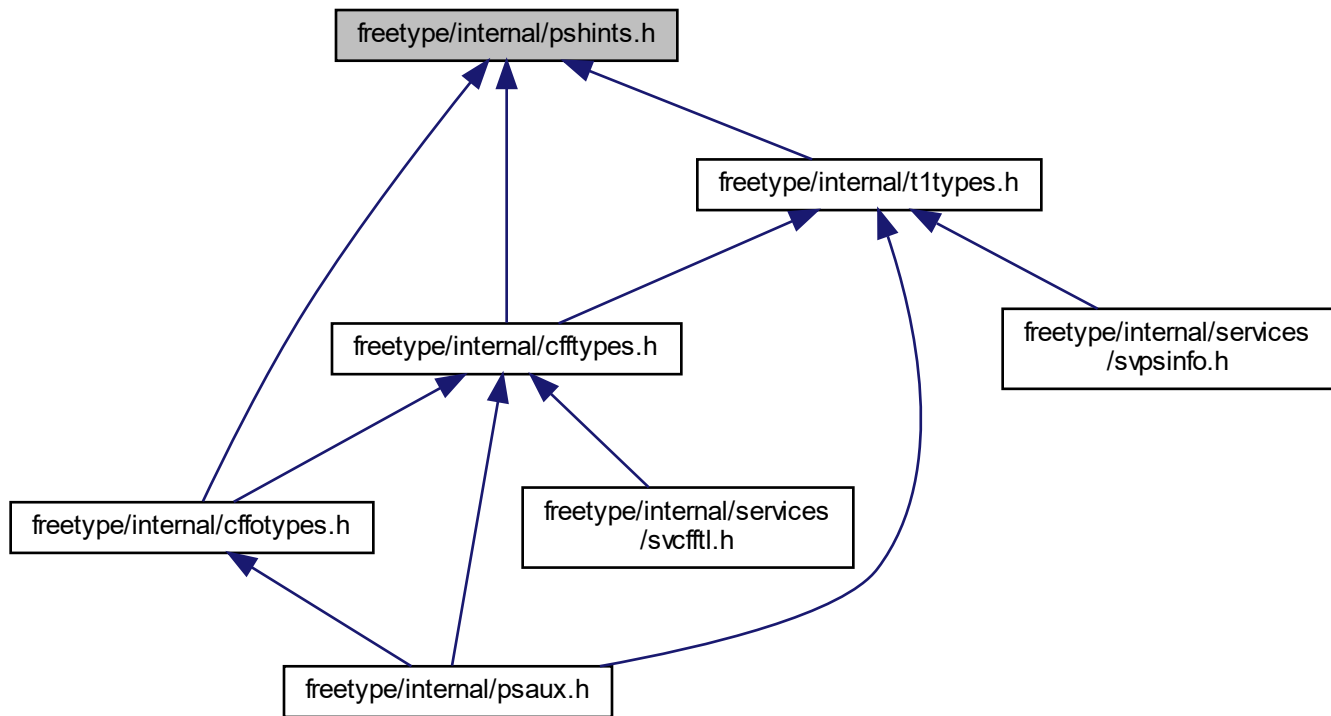 freetype/internal/pshints.h
freetype/internal/t1types.h
freetype/internal/services
/svpsinfo.h
freetype/internal/cfftypes.h
freetype/internal/cffotypes.h
freetype/internal/services
/svcfftl.h
freetype/internal/psaux.h